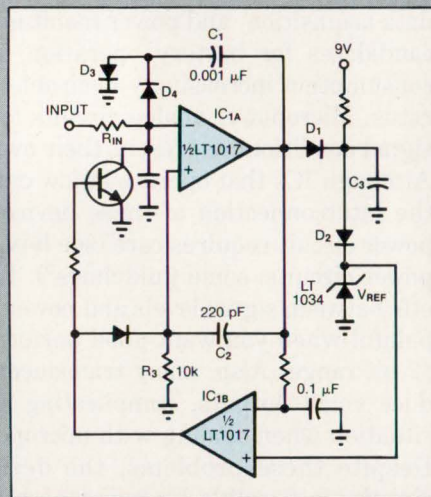 C1
0.001 µF
9V
D3
D4
INPUT
RIN
IC1A
½LT1017
D1
C3
D2
LT
1034
VREF
220 pF
C2
R3
10k
0.1 µF
IC1B
½
LT1017